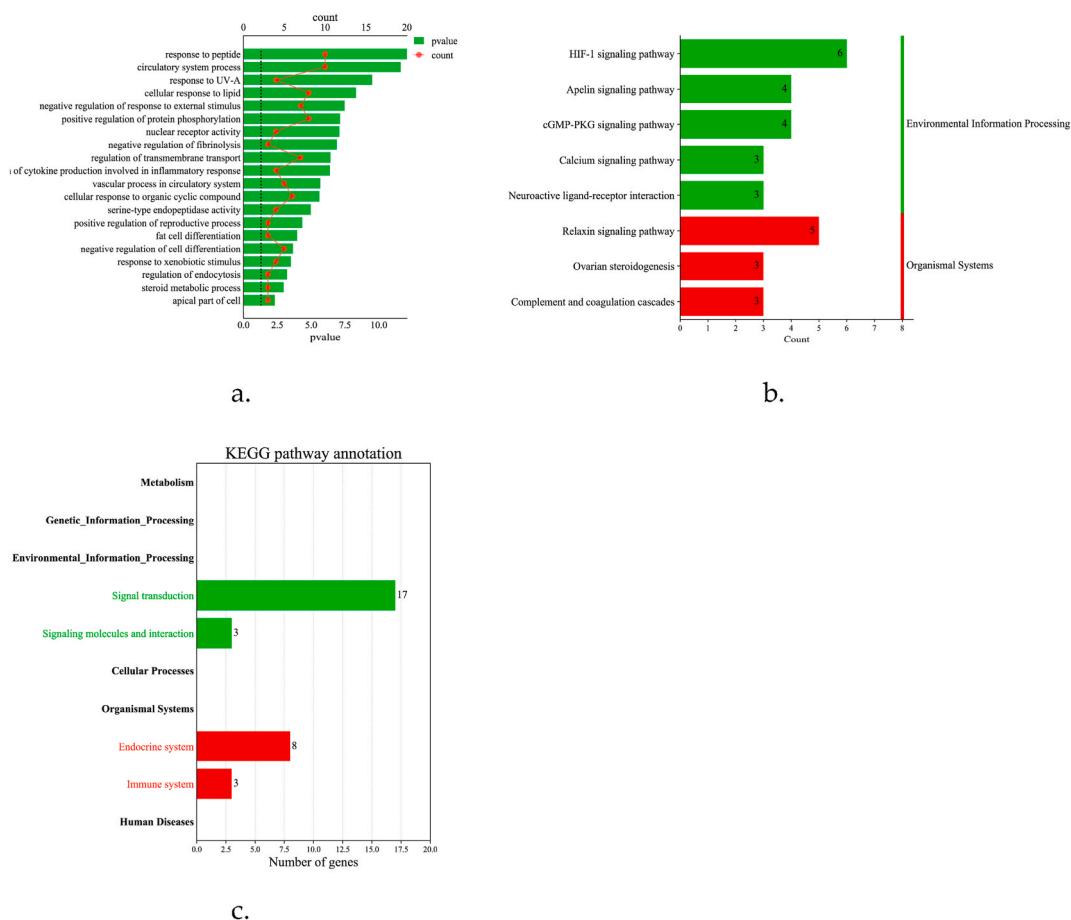 count
0 5 10 15 20
pvalue
count
response to peptide
circulatory system process
response to UV-A
cellular response to lipid
negative regulation of response to external stimulus
positive regulation of protein phosphorylation
nuclear receptor activity
negative regulation of fibrinolysis
regulation of transmembrane transport
of cytokine production involved in inflammatory response
vascular process in circulatory system
cellular response to organic cyclic compound
serine-type endopeptidase activity
positive regulation of reproductive process
fat cell differentiation
negative regulation of cell differentiation
response to xenobiotic stimulus
regulation of endocytosis
steroid metabolic process
apical part of cell
0.0 2.5 5.0 7.5 10.0
pvalue
a.
HIF-1 signaling pathway 6
Apelin signaling pathway 4
cGMP-PKG signaling pathway 4
Calcium signaling pathway 3
Neuroactive ligand-receptor interaction 3
Relaxin signaling pathway 5
Ovarian steroidogenesis 3
Complement and coagulation cascades 3
Environmental Information Processing
Organismal Systems
0 1 2 3 4 5 6 7 8
Count
b.
KEGG pathway annotation
Metabolism
Genetic_Information_Processing
Environmental_Information_Processing
Signal transduction 17
Signaling molecules and interaction 3
Cellular Processes
Organismal Systems
Endocrine system 8
Immune system 3
Human Diseases
0.0 2.5 5.0 7.5 10.0 12.5 15.0 17.5 20.0
Number of genes
c.